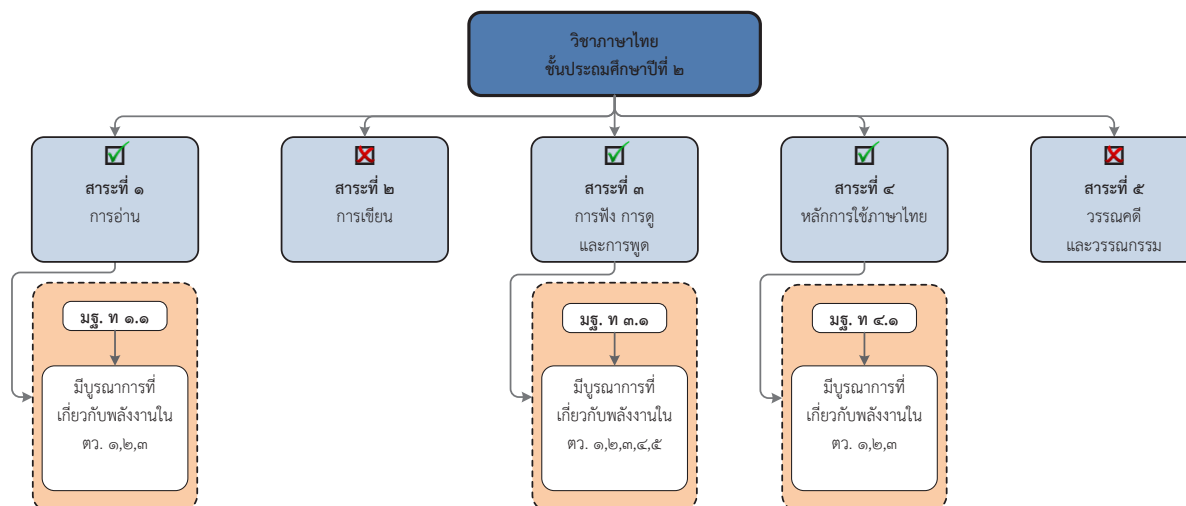 วิชาภาษาไทย
ชั้นประถมศึกษาปีที่ ๒
สาระที่ ๑
การอ่าน
สาระที่ ๒
การเขียน
สาระที่ ๓
การฟัง การดู
และการพูด
สาระที่ ๔
หลักการใช้ภาษาไทย
สาระที่ ๕
วรรณคดี
และวรรณกรรม
มฐ. ท ๑.๑
มีบูรณาการที่
เกี่ยวกับพลังงานใน
ตว. ๑,๒,๓
มฐ. ท ๓.๑
มีบูรณาการที่
เกี่ยวกับพลังงานใน
ตว. ๑,๒,๓,๔,๕
มฐ. ท ๔.๑
มีบูรณาการที่
เกี่ยวกับพลังงานใน
ตว. ๑,๒,๓